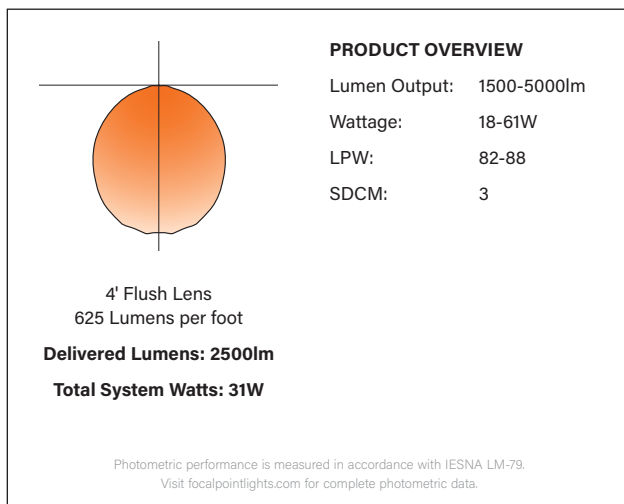 PRODUCT OVERVIEW
Lumen Output: 1500-5000lm
Wattage: 18-61W
LPW: 82-88
SDCM: 3
4' Flush Lens
625 Lumens per foot
Delivered Lumens: 2500lm
Total System Watts: 31W
Photometric performance is measured in accordance with IESNA LM-79.
Visit focalpointlights.com for complete photometric data.